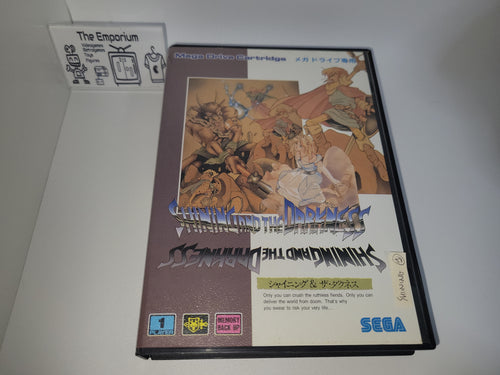 The Emporium
Videogames
Retrogames
Toys
Figures
Mega Drive Cartridge メガドライブ専用
SHINING AND THE DARKNESS
SHINING AND THE DARKNESS
シャイニング&ザ・ダクネス
Only you can crush the ruthless fiends. Only you can
deliver the world from doom. That's why
you swear to risk your very life...
1
PLAYER
MEMORY
BACK UP
SEGA